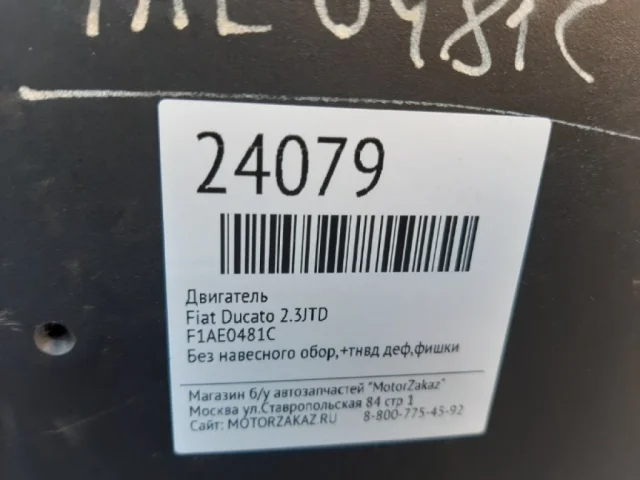 1AE0481C
24079
Двигатель
Fiat Ducato 2.3JTD
F1AE0481C
Без навесного обор,+тнвд деф,фишки
Магазин б/у автозапчастей "MotorZakaz"
Москва ул.Ставропольская 84 стр 1
Сайт: MOTORZAKAZ.RU 8-800-775-45-92